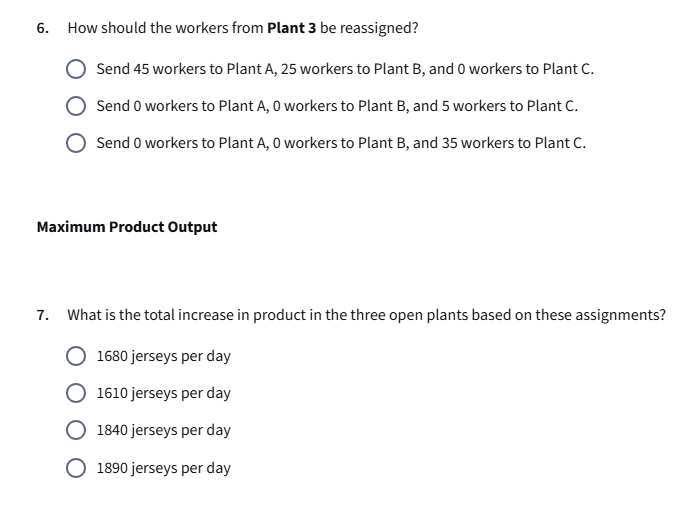 6. How should the workers from Plant 3 be reassigned?
Send 45 workers to Plant A, 25 workers to Plant B, and 0 workers to Plant C.
Send 0 workers to Plant A, 0 workers to Plant B, and 5 workers to Plant C.
Send 0 workers to Plant A, 0 workers to Plant B, and 35 workers to Plant C.
Maximum Product Output
7. What is the total increase in product in the three open plants based on these assignments?
1680 jerseys per day
1610 jerseys per day
1840 jerseys per day
1890 jerseys per day